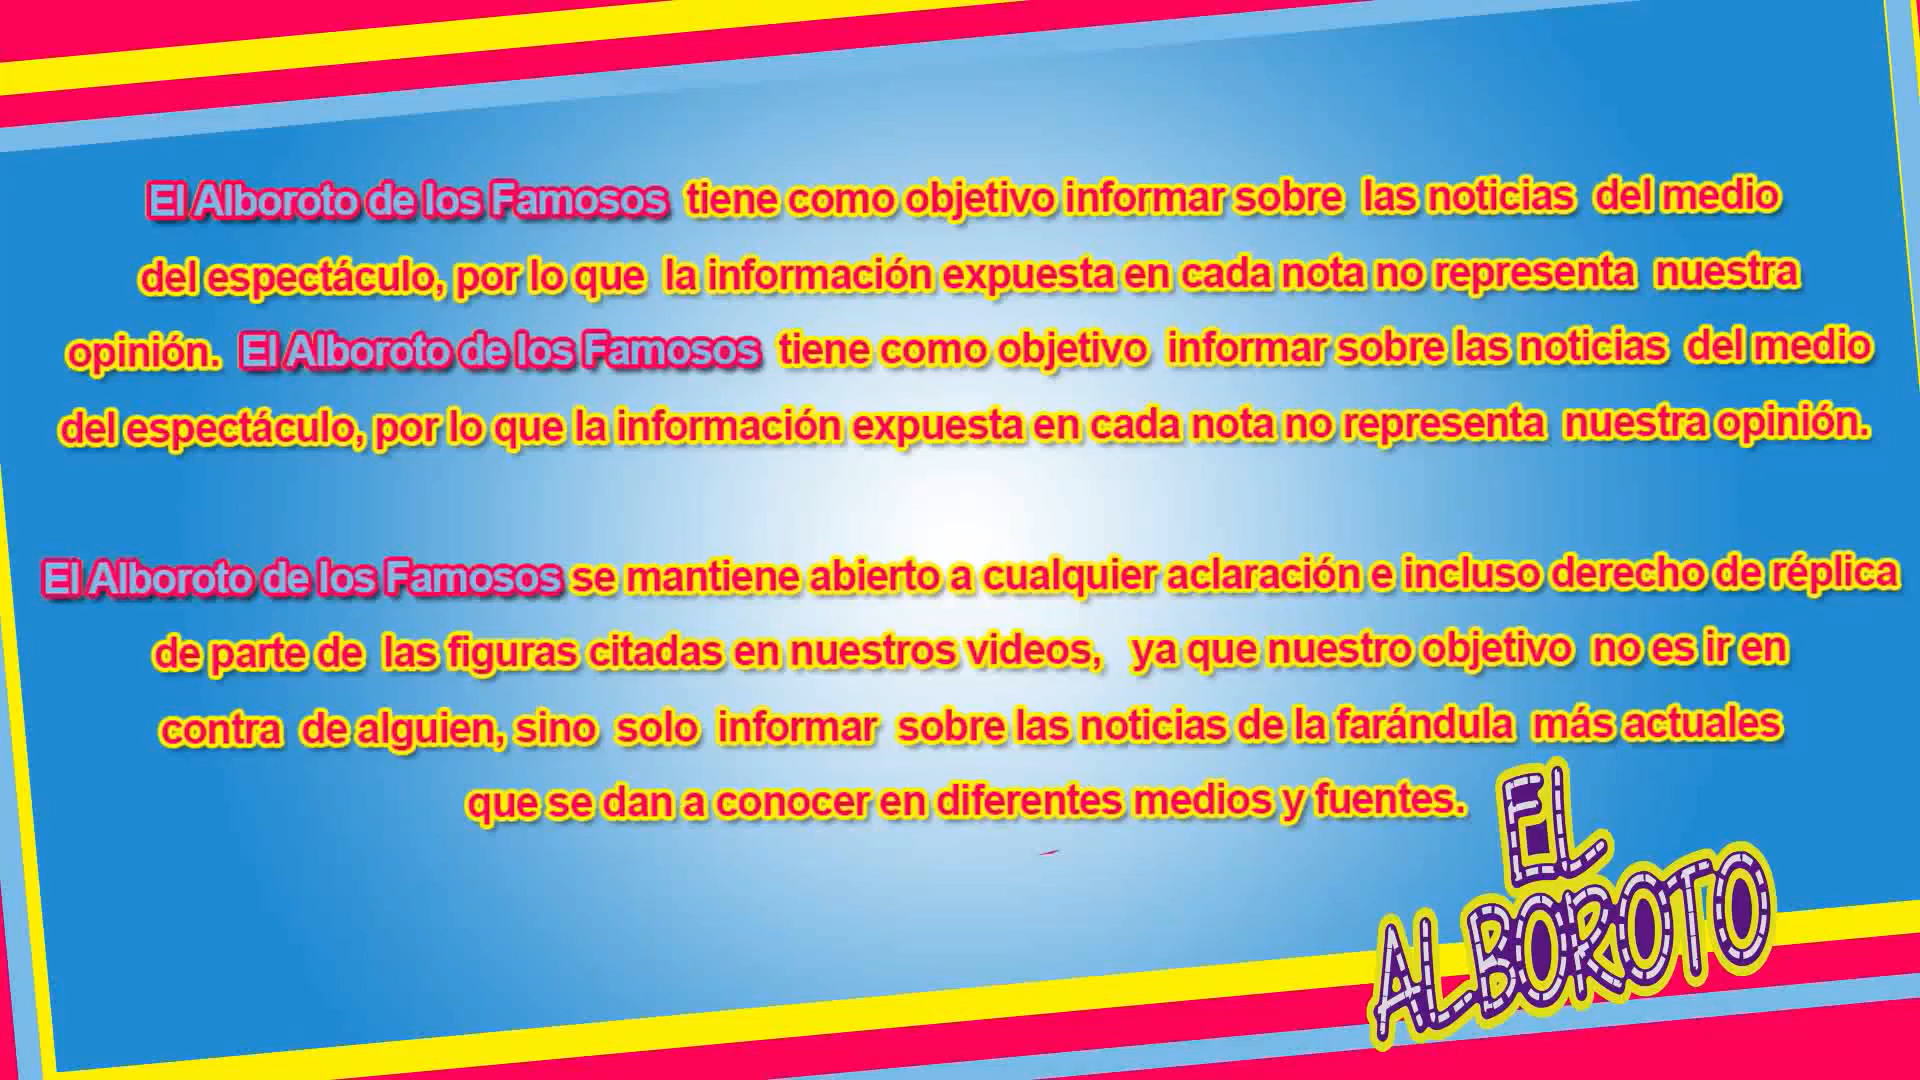 El Alboroto de los Famosos tiene como objetivo informar sobre las noticias del medio
del espectáculo, por lo que la información expuesta en cada nota no representa nuestra
opinión. El Alboroto de los Famosos tiene como objetivo informar sobre las noticias del medio
del espectáculo, por lo que la información expuesta en cada nota no representa nuestra opinión.
El Alboroto de los Famosos se mantiene abierto a cualquier aclaración e incluso derecho de réplica
de parte de las figuras citadas en nuestros videos, ya que nuestro objetivo no es ir en
contra de alguien, sino solo informar sobre las noticias de la farándula más actuales
que se dan a conocer en diferentes medios y fuentes.
EL
ALBOROTO